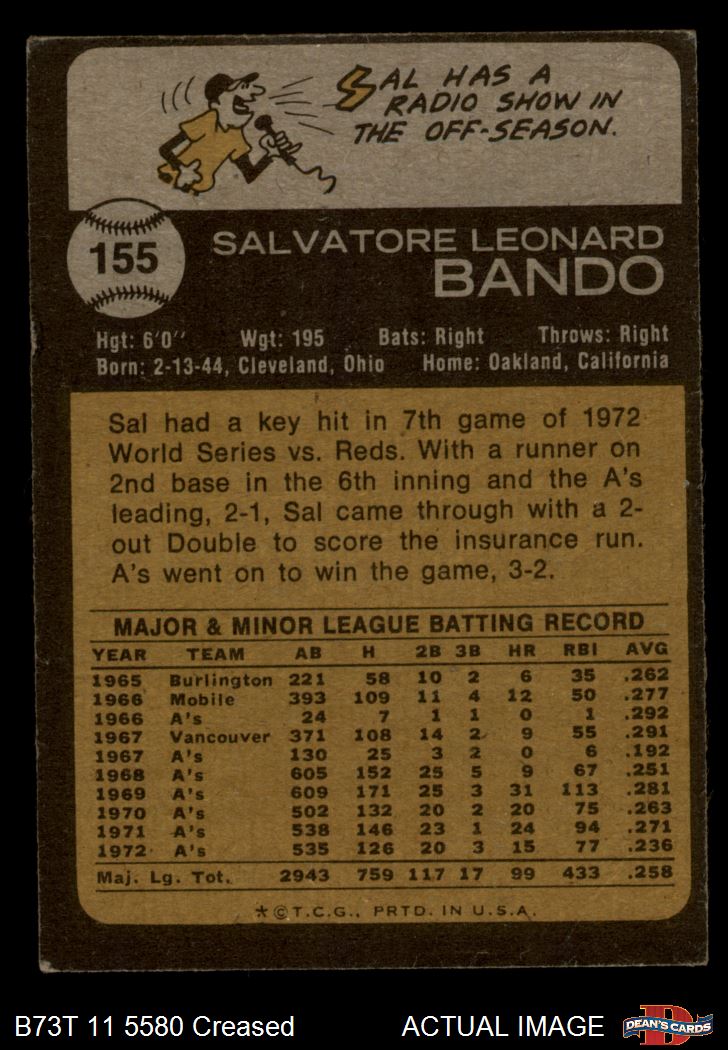 SAL HAS A
RADIO SHOW IN
THE OFF-SEASON.
155
SALVATORE LEONARD
BANDO
Hgt: 6'0" Wgt: 195 Bats: Right Throws: Right
Born: 2-13-44, Cleveland, Ohio Home: Oakland, California
Sal had a key hit in 7th game of 1972
World Series vs. Reds. With a runner on
2nd base in the 6th inning and the A's
leading, 2-1, Sal came through with a 2-
out Double to score the insurance run.
A's went on to win the game, 3-2.
MAJOR & MINOR LEAGUE BATTING RECORD
YEAR TEAM AB H 2B 3B HR RBI AVG
1965 Burlington 221 58 10 2 6 35 .262
1966 Mobile 393 109 11 4 12 50 .277
1966 A's 24 7 1 1 0 1 .292
1967 Vancouver 371 108 14 2 9 55 .291
1967 A's 130 25 3 2 0 6 .192
1968 A's 605 152 25 5 9 67 .251
1969 A's 609 171 25 3 31 113 .281
1970 A's 502 132 20 2 20 75 .263
1971 A's 538 146 23 1 24 94 .271
1972 A's 535 126 20 3 15 77 .236
Maj. Lg. Tot. 2943 759 117 17 99 433 .258
*©T.C.G., PRTD. IN U.S.A.
B73T 11 5580 Creased ACTUAL IMAGE
D
DEAN'S CARDS